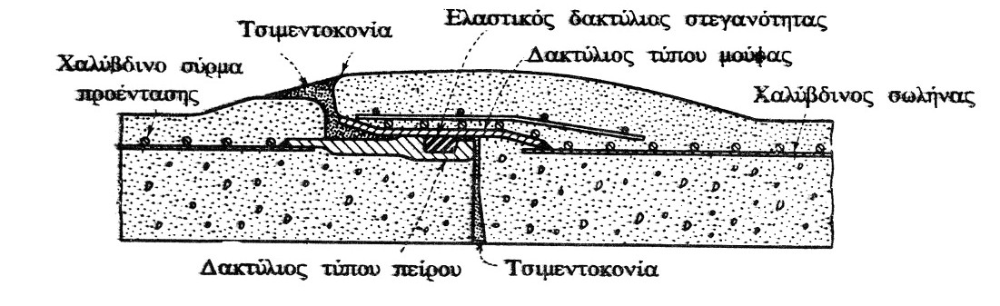 Ελαστικός δακτύλιος στεγανότητας
Τσιμεντοκονία
Δακτύλιος τύπου μούφας
Χαλύβδινο σύρμα
προέντασης
Χαλύβδινος σωλήνας
Δακτύλιος τύπου πείρου
Τσιμεντοκονία